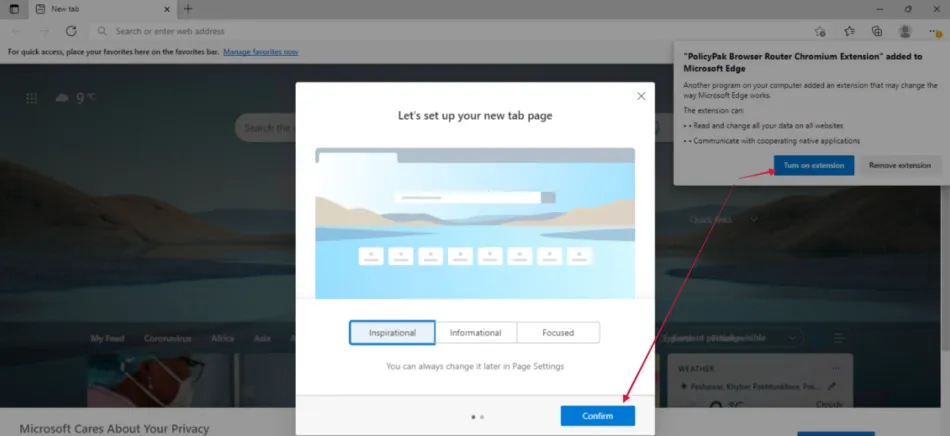 New tab
Search or enter web address
For quick access, place your favorites here on the favorites bar. Manage favorites now
"PolicyPak Browser Router Chromium Extension" added to
Microsoft Edge
Another program on your computer added an extension that may change the
way Microsoft Edge works.
The extension can:
• • Read and change all your data on all websites
• • Communicate with cooperating native applications
Turn on extension
Remove extension
9 °C
Search the
Let's set up your new tab page
Quick links
Inspirational
Informational
Focused
You can always change it later in Page Settings
Confirm
My Feed
Coronavirus
Africa
Asia
Content partially visible
WEATHER
Peshawar, Khyber Pakhtunkhwa, Pa
0 °C
Cloudy
Microsoft Cares About Your Privacy